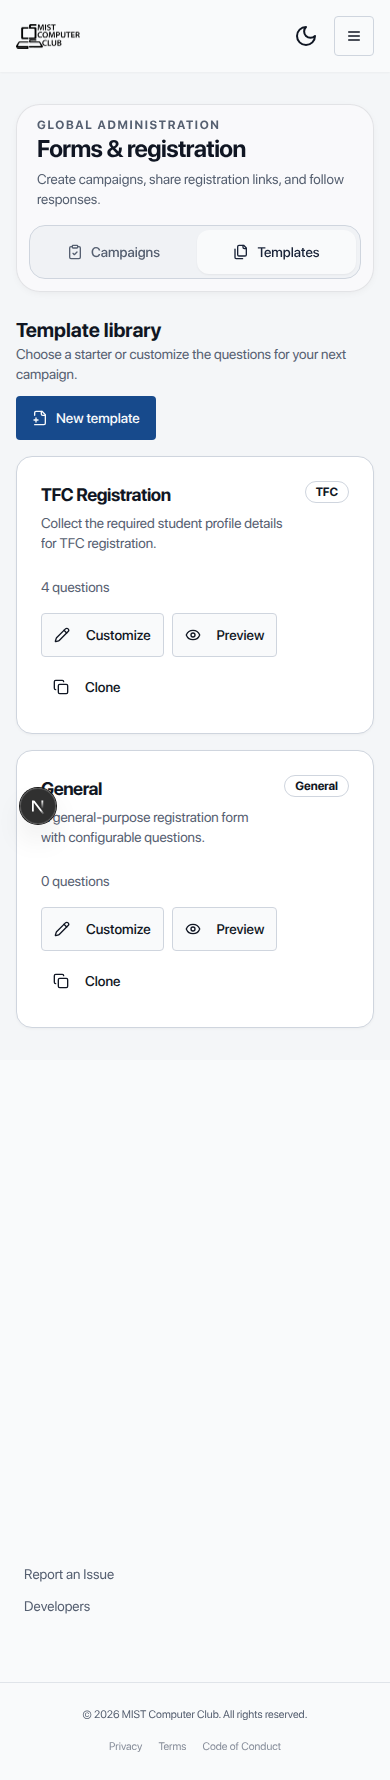 MIST
COMPUTER
CLUB
GLOBAL ADMINISTRATION
Forms & registration
Create campaigns, share registration links, and follow
responses.
Campaigns
Templates
Template library
Choose a starter or customize the questions for your next
campaign.
New template
TFC Registration
TFC
Collect the required student profile details
for TFC registration.
4 questions
Customize
Preview
Clone
General
General
general-purpose registration form
with configurable questions.
0 questions
Customize
Preview
Clone
N
Report an Issue
Developers
© 2026 MIST Computer Club. All rights reserved.
Privacy
Terms
Code of Conduct